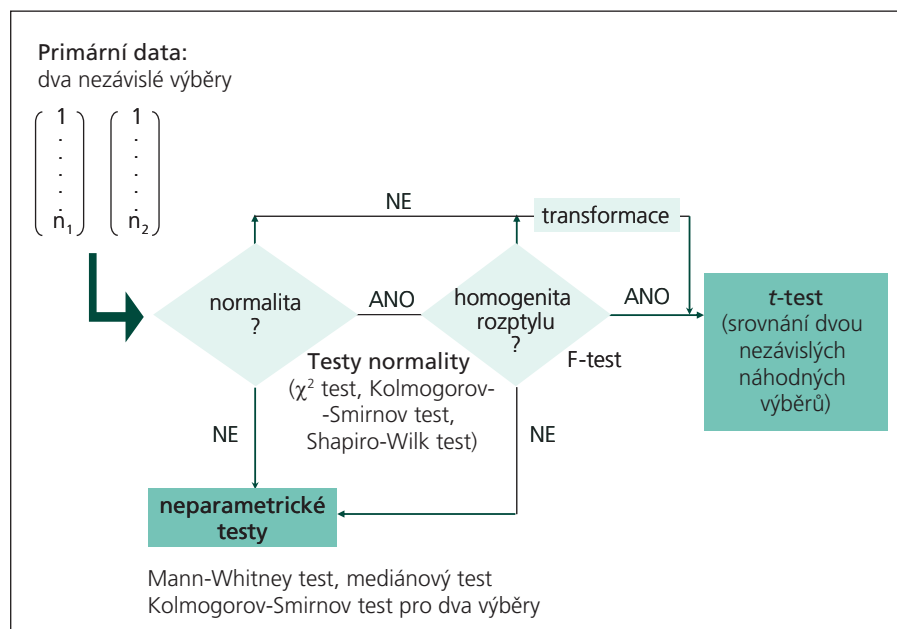 Primární data:
dva nezávislé výběry
1 1
. .
. .
. .
. .
. .
n1 n2
NE
transformace
normalita
?
ANO
homogenita
rozptylu
?
ANO
t-test
(srovnání dvou
nezávislých
náhodných
výběrů)
F-test
Testy normality
(χ² test, Kolmogorov-
-Smirnov test,
Shapiro-Wilk test)
NE
NE
neparametrické
testy
Mann-Whitney test, mediánový test
Kolmogorov-Smirnov test pro dva výběry